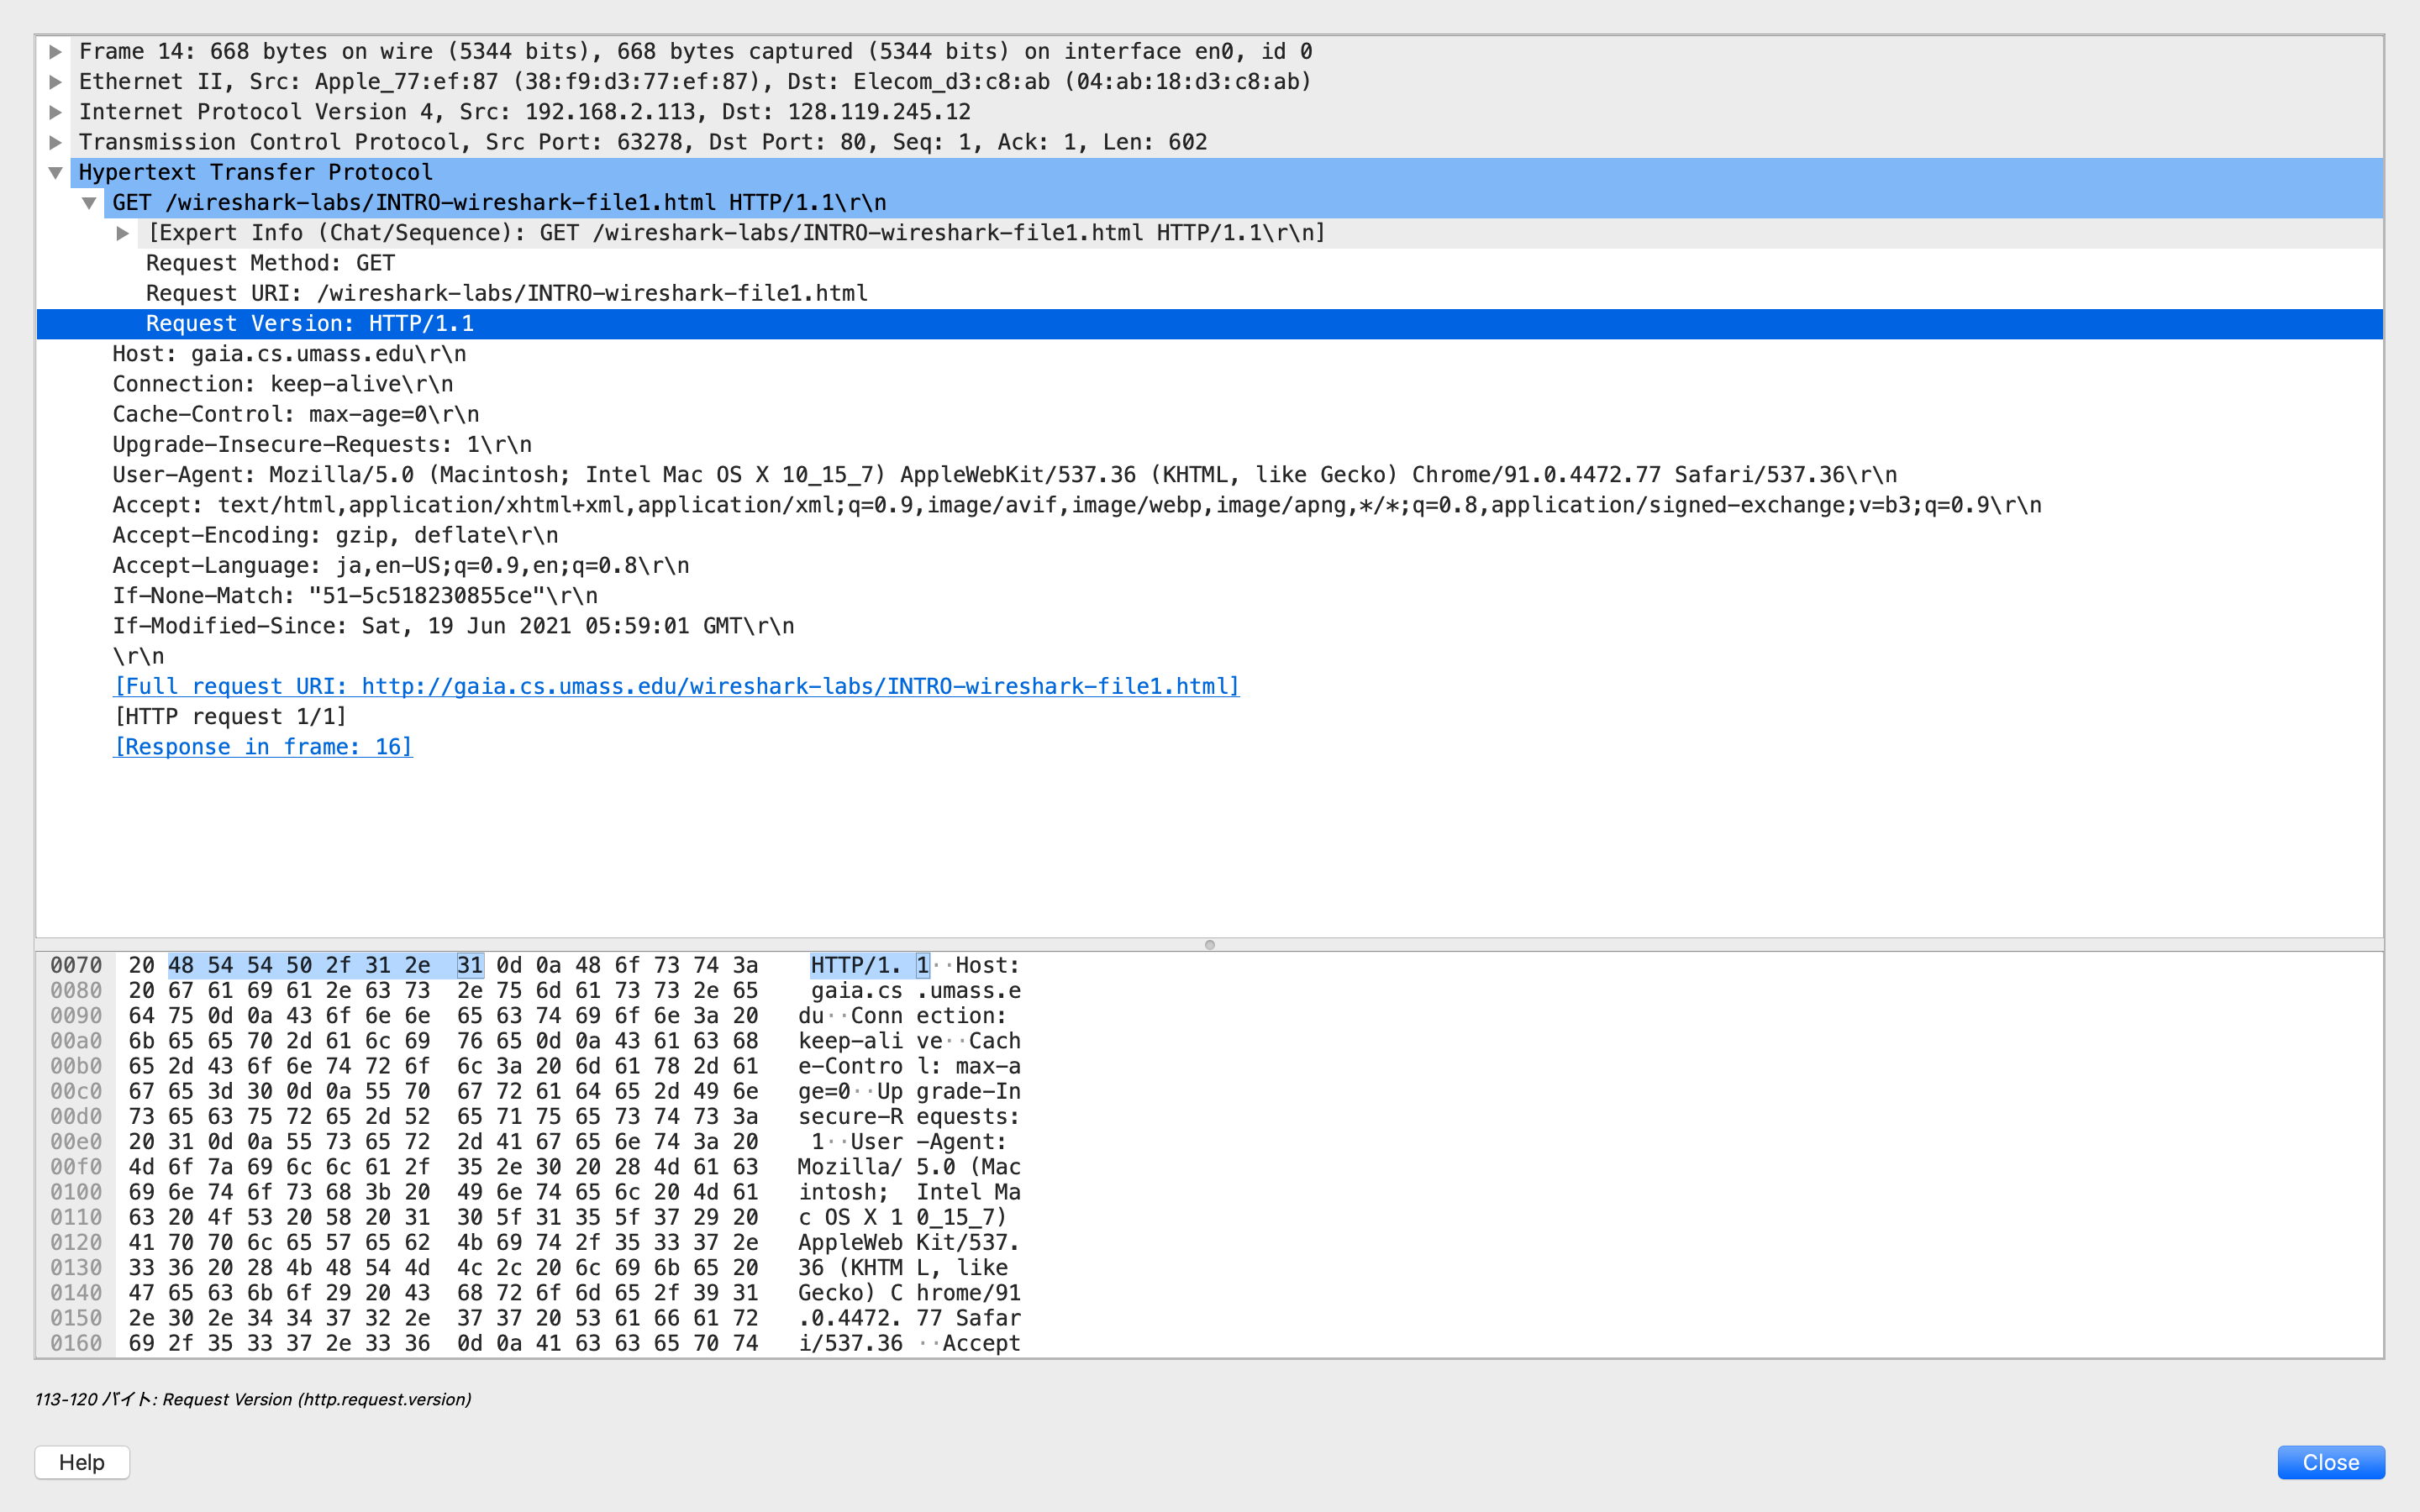 Frame 14: 668 bytes on wire (5344 bits), 668 bytes captured (5344 bits) on interface en0, id 0
Ethernet II, Src: Apple_77:ef:87 (38:f9:d3:77:ef:87), Dst: Elecom_d3:c8:ab (04:ab:18:d3:c8:ab)
Internet Protocol Version 4, Src: 192.168.2.113, Dst: 128.119.245.12
Transmission Control Protocol, Src Port: 63278, Dst Port: 80, Seq: 1, Ack: 1, Len: 602
Hypertext Transfer Protocol
GET /wireshark-labs/INTRO-wireshark-file1.html HTTP/1.1\r\n
[Expert Info (Chat/Sequence): GET /wireshark-labs/INTRO-wireshark-file1.html HTTP/1.1\r\n]
Request Method: GET
Request URI: /wireshark-labs/INTRO-wireshark-file1.html
Request Version: HTTP/1.1
Host: gaia.cs.umass.edu\r\n
Connection: keep-alive\r\n
Cache-Control: max-age=0\r\n
Upgrade-Insecure-Requests: 1\r\n
User-Agent: Mozilla/5.0 (Macintosh; Intel Mac OS X 10_15_7) AppleWebKit/537.36 (KHTML, like Gecko) Chrome/91.0.4472.77 Safari/537.36\r\n
Accept: text/html,application/xhtml+xml,application/xml;q=0.9,image/avif,image/webp,image/apng,*/*;q=0.8,application/signed-exchange;v=b3;q=0.9\r\n
Accept-Encoding: gzip, deflate\r\n
Accept-Language: ja,en-US;q=0.9,en;q=0.8\r\n
If-None-Match: "51-5c518230855ce"\r\n
If-Modified-Since: Sat, 19 Jun 2021 05:59:01 GMT\r\n
\r\n
[Full request URI: http://gaia.cs.umass.edu/wireshark-labs/INTRO-wireshark-file1.html]
[HTTP request 1/1]
[Response in frame: 16]
0070 20 48 54 54 50 2f 31 2e 31 0d 0a 48 6f 73 74 3a HTTP/1. 1··Host:
0080 20 67 61 69 61 2e 63 73 2e 75 6d 61 73 73 2e 65 gaia.cs .umass.e
0090 64 75 0d 0a 43 6f 6e 6e 65 63 74 69 6f 6e 3a 20 du··Conn ection:
00a0 6b 65 65 70 2d 61 6c 69 76 65 0d 0a 43 61 63 68 keep-ali ve··Cach
00b0 65 2d 43 6f 6e 74 72 6f 6c 3a 20 6d 61 78 2d 61 e-Contro l: max-a
00c0 67 65 3d 30 0d 0a 55 70 67 72 61 64 65 2d 49 6e ge=0··Up grade-In
00d0 73 65 63 75 72 65 2d 52 65 71 75 65 73 74 73 3a secure-R equests:
00e0 20 31 0d 0a 55 73 65 72 2d 41 67 65 6e 74 3a 20 1··User -Agent:
00f0 4d 6f 7a 69 6c 6c 61 2f 35 2e 30 20 28 4d 61 63 Mozilla/ 5.0 (Mac
0100 69 6e 74 6f 73 68 3b 20 49 6e 74 65 6c 20 4d 61 intosh; Intel Ma
0110 63 20 4f 53 20 58 20 31 30 5f 31 35 5f 37 29 20 c OS X 1 0_15_7)
0120 41 70 70 6c 65 57 65 62 4b 69 74 2f 35 33 37 2e AppleWeb Kit/537.
0130 33 36 20 28 4b 48 54 4d 4c 2c 20 6c 69 6b 65 20 36 (KHTM L, like
0140 47 65 63 6b 6f 29 20 43 68 72 6f 6d 65 2f 39 31 Gecko) C hrome/91
0150 2e 30 2e 34 34 37 32 2e 37 37 20 53 61 66 61 72 .0.4472. 77 Safar
0160 69 2f 35 33 37 2e 33 36 0d 0a 41 63 63 65 70 74 i/537.36 ··Accept
113-120 バイト: Request Version (http.request.version)
Help
Close